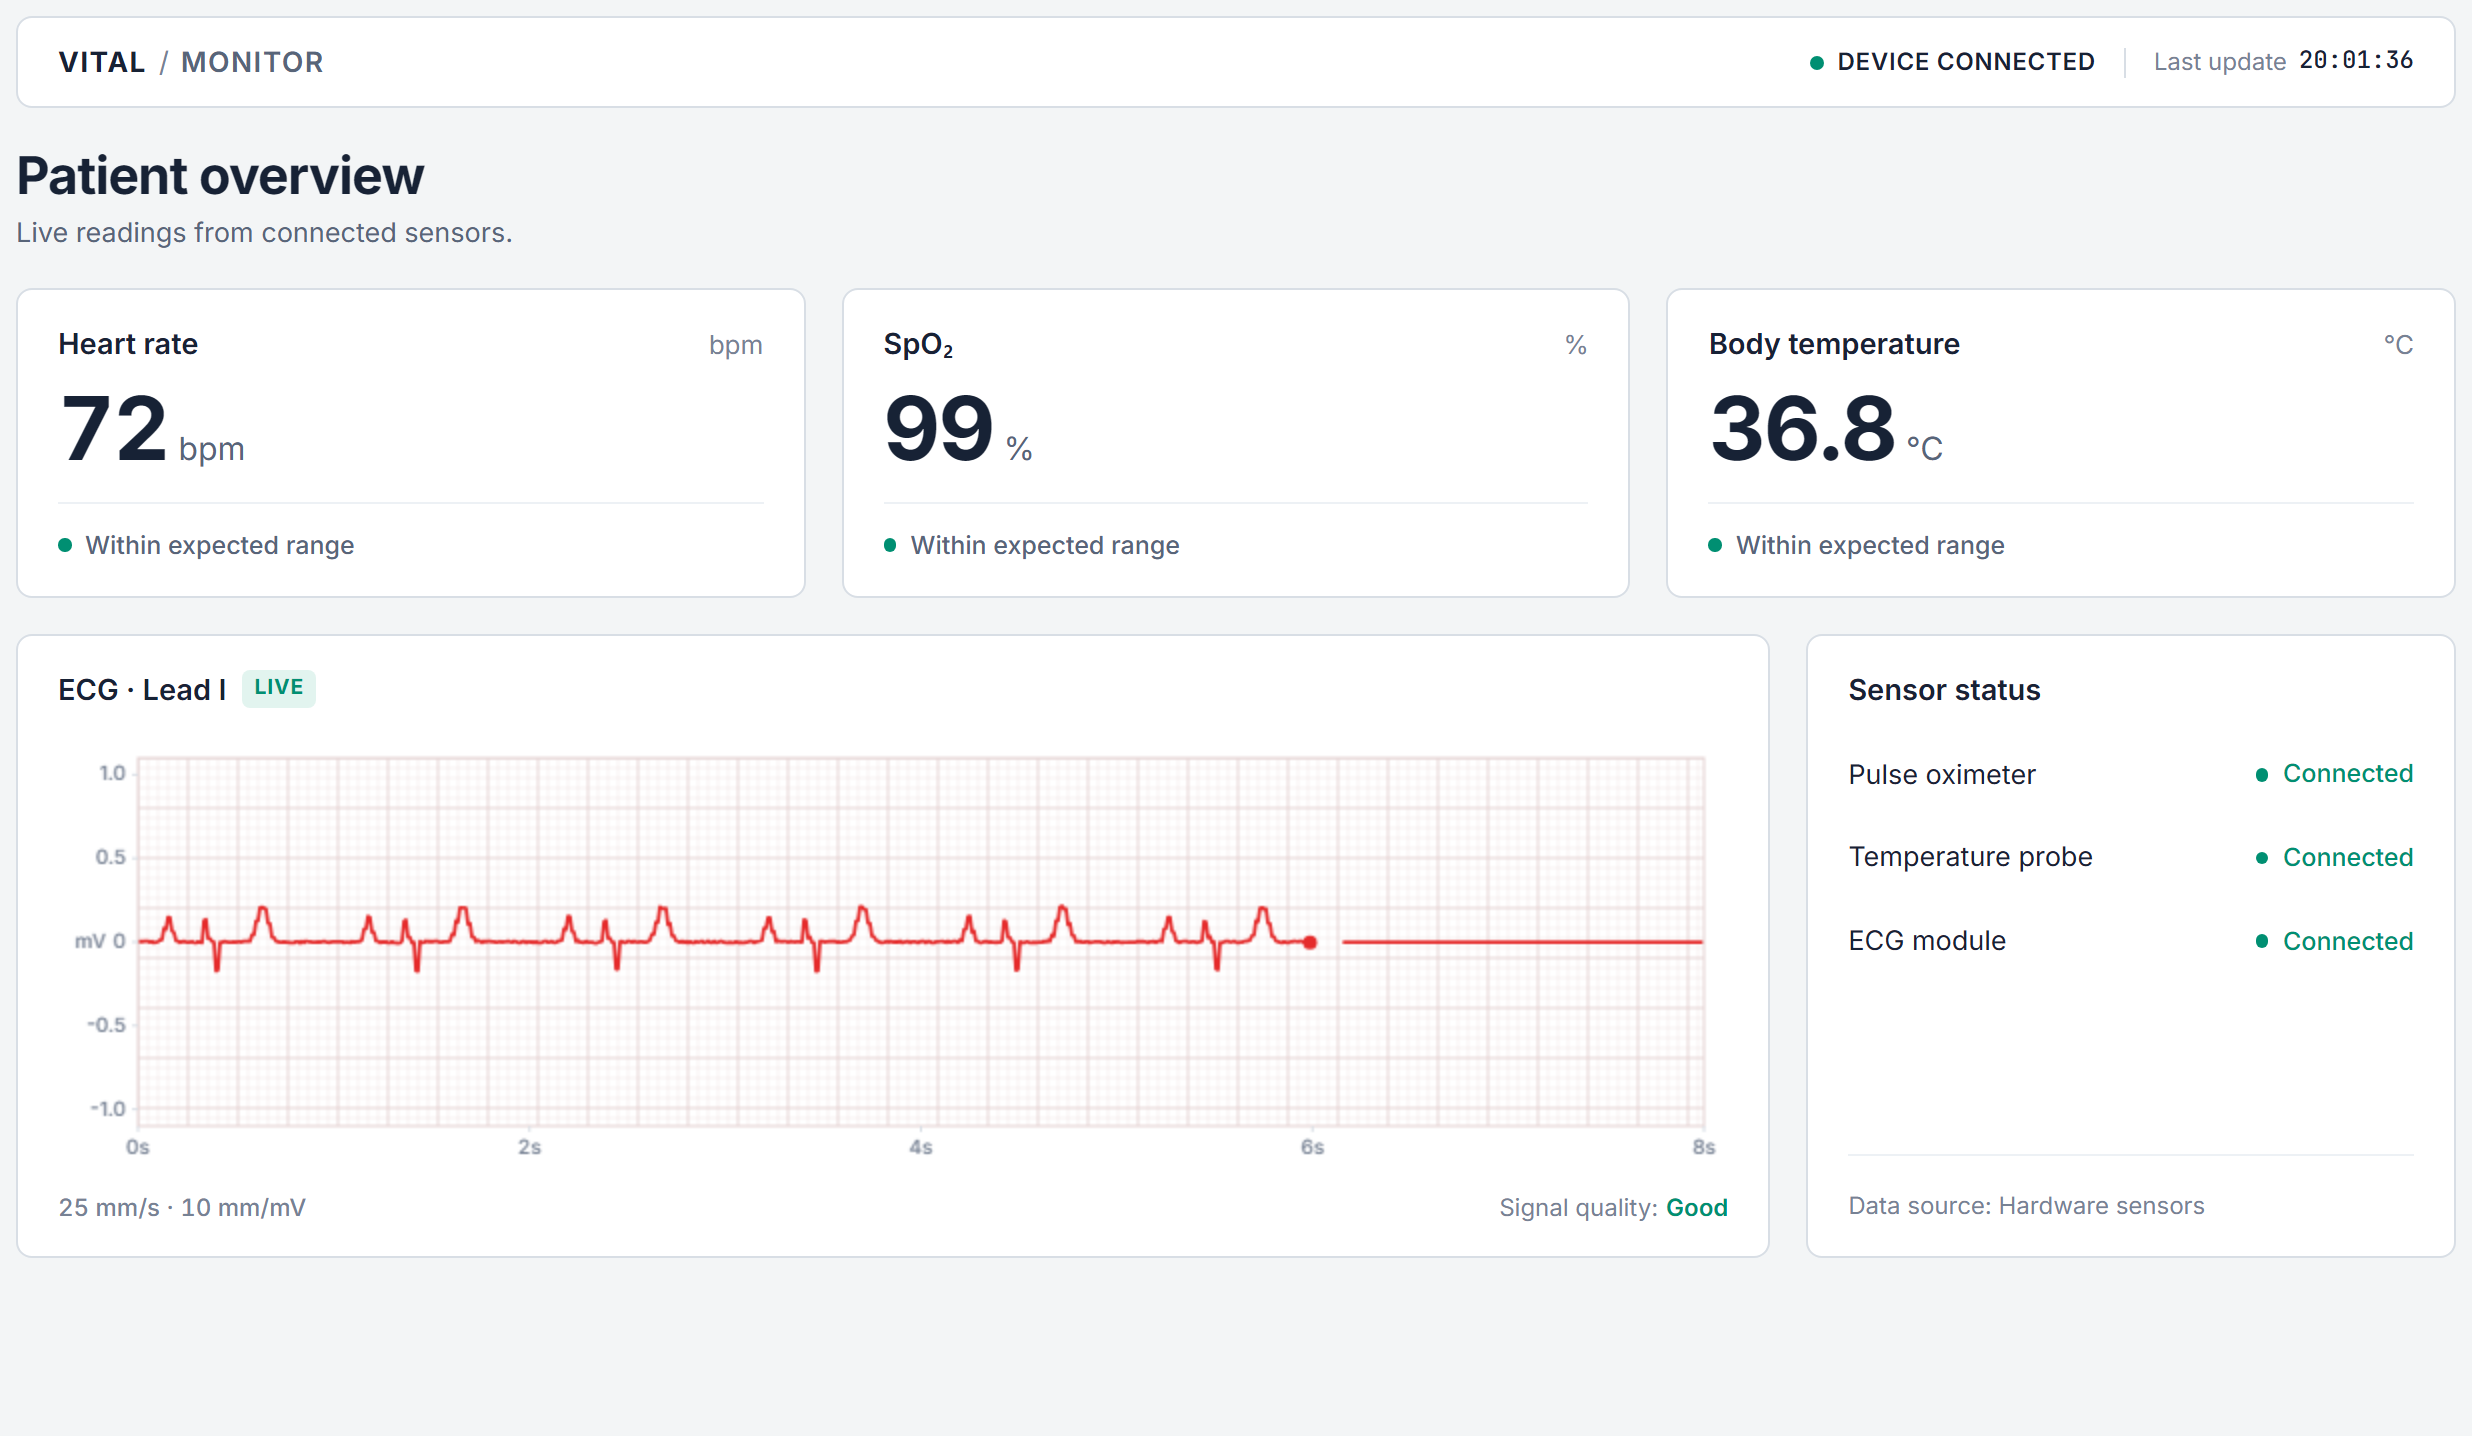 VITAL / MONITOR
DEVICE CONNECTED
Last update 20:01:36
Patient overview
Live readings from connected sensors.
Heart rate
bpm
72 bpm
Within expected range
SpO₂
%
99 %
Within expected range
Body temperature
°C
36.8 °C
Within expected range
ECG · Lead I
LIVE
1.0
0.5
mV 0
-0.5
-1.0
0s
2s
4s
6s
8s
25 mm/s · 10 mm/mV
Signal quality: Good
Sensor status
Pulse oximeter
Connected
Temperature probe
Connected
ECG module
Connected
Data source: Hardware sensors